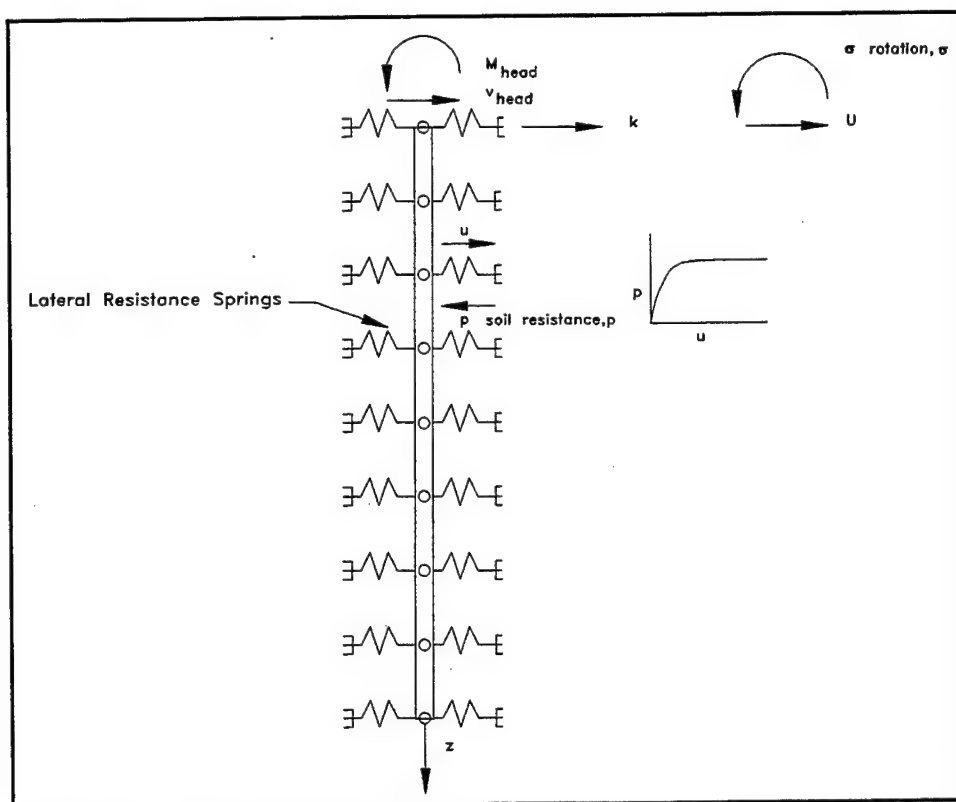 σ rotation, σ
M head
v head
k
U
u
Lateral Resistance Springs
p soil resistance,p
p
u
z